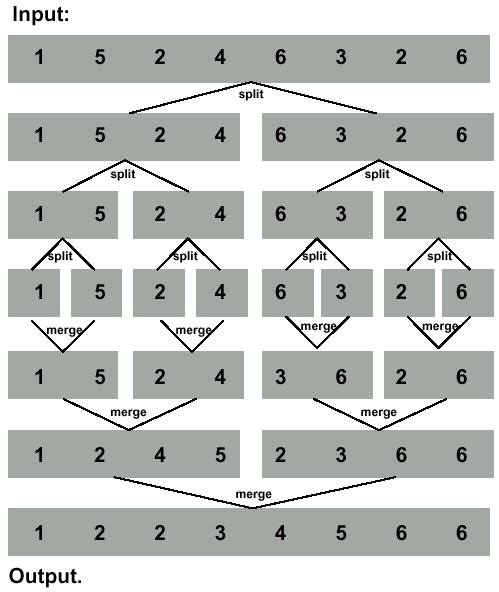 Input:
1 5 2 4 6 3 2 6
split
1 5 2 4 6 3 2 6
split split
1 5 2 4 6 3 2 6
split split split split
1 5 2 4 6 3 2 6
merge merge merge merge
1 5 2 4 3 6 2 6
merge merge
1 2 4 5 2 3 6 6
merge
1 2 2 3 4 5 6 6
Output.